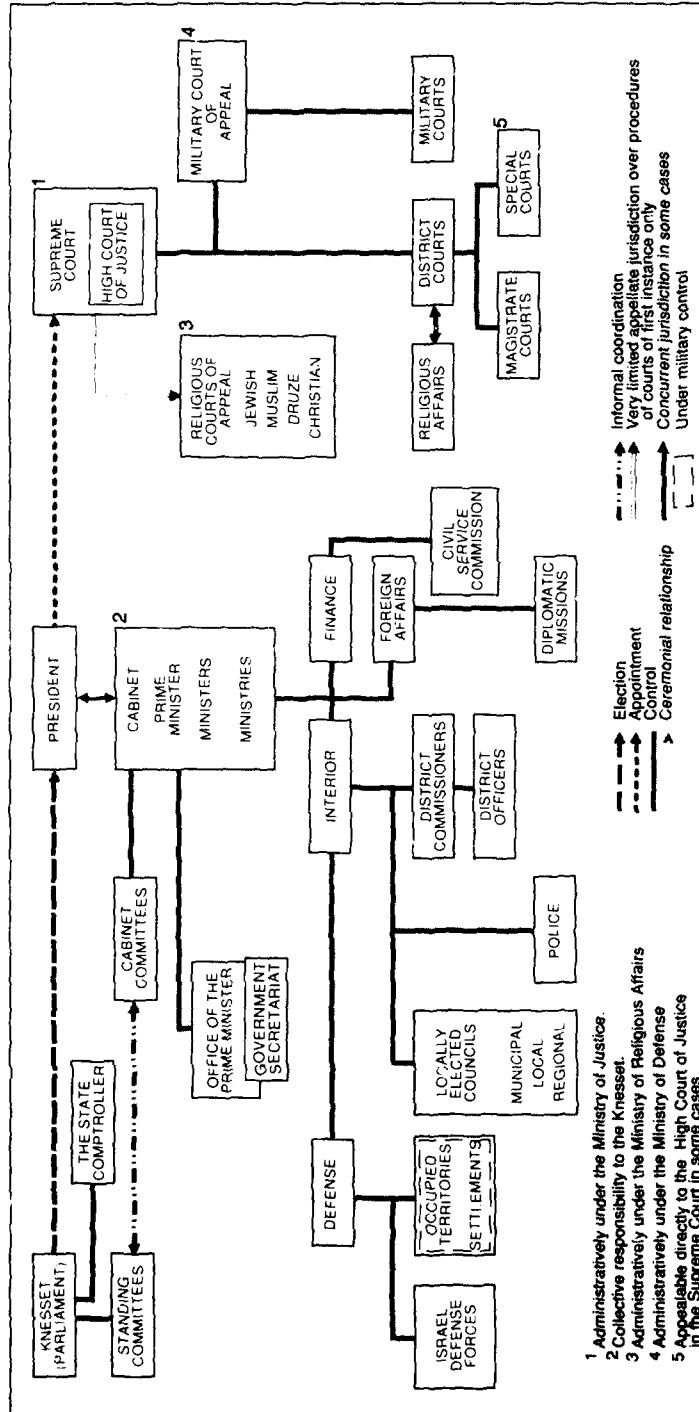 KNESSET
(PARLIAMENT)
THE STATE
COMPTROLLER
STANDING
COMMITTEES
CABINET
COMMITTEES
OFFICE OF THE
PRIME MINISTER
GOVERNMENT
SECRETARIAT
PRESIDENT
2
CABINET
PRIME
MINISTER
MINISTERS
MINISTRIES
1
SUPREME
COURT
HIGH COURT
OF JUSTICE
3
RELIGIOUS
COURTS OF
APPEAL
JEWISH
MUSLIM
DRUZE
CHRISTIAN
4
MILITARY COURT
OF
APPEAL
MILITARY
COURTS
RELIGIOUS
AFFAIRS
DISTRICT
COURTS
MAGISTRATE
COURTS
5
SPECIAL
COURTS
DEFENSE
INTERIOR
FINANCE
FOREIGN
AFFAIRS
CIVIL
SERVICE
COMMISSION
DIPLOMATIC
MISSIONS
ISRAEL
DEFENSE
FORCES
OCCUPIED
TERRITORIES
SETTLEMENTS
LOCALLY
ELECTED
COUNCILS
MUNICIPAL
LOCAL
REGIONAL
POLICE
DISTRICT
COMMISSIONERS
DISTRICT
OFFICERS
1 Administratively under the Ministry of Justice.
2 Collective responsibility to the Knesset.
3 Administratively under the Ministry of Religious Affairs
4 Administratively under the Ministry of Defense
5 Appealable directly to the High Court of Justice
in the Supreme Court in some cases
Election
Appointment
Control
Ceremonial relationship
Informal coordination
Very limited appellate jurisdiction over procedures
of courts of first instance only
Concurrent jurisdiction in some cases
Under military control